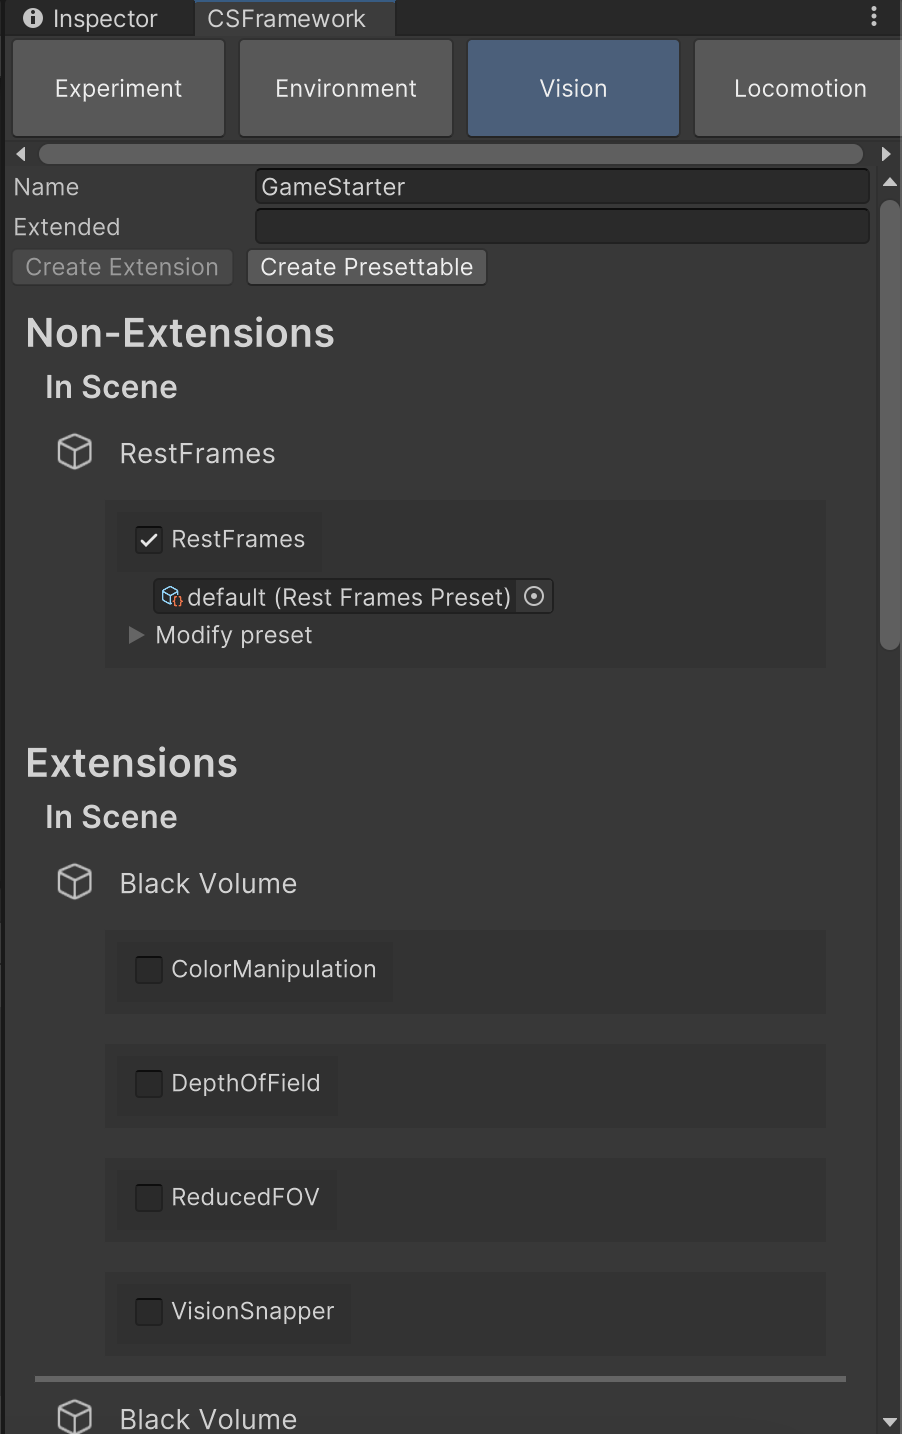 Inspector
CSFramework
Experiment
Environment
Vision
Locomotion
Name
GameStarter
Extended
Create Extension
Create Presettable
Non-Extensions
In Scene
RestFrames
RestFrames
default (Rest Frames Preset)
Modify preset
Extensions
In Scene
Black Volume
ColorManipulation
DepthOfField
ReducedFOV
VisionSnapper
Black Volume